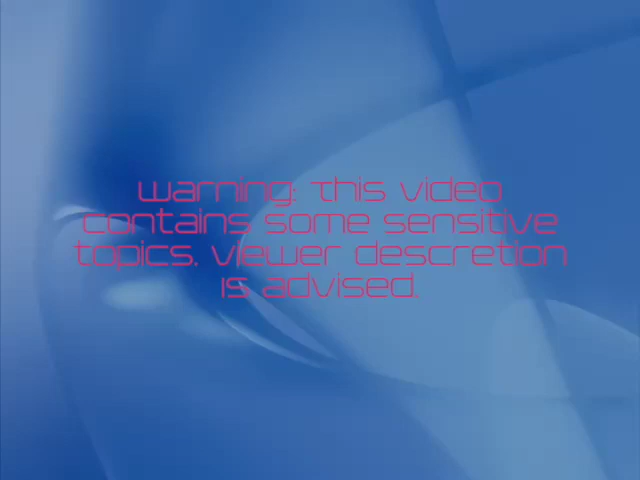 Warning: This video
contains some sensitive
topics, viewer descretion
is advised.